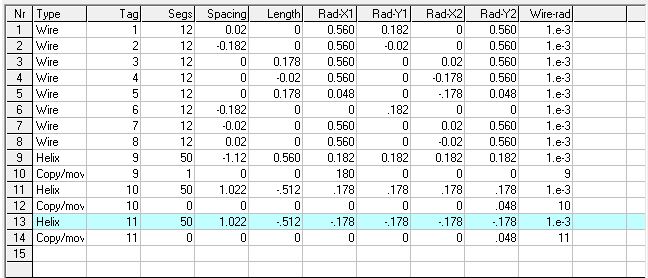 Nr Type Tag Segs Spacing Length Rad-X1 Rad-Y1 Rad-X2 Rad-Y2 Wire-rad
1 Wire 1 12 0.02 0 0.560 0.182 0 0.560 1.e-3
2 Wire 2 12 -0.182 0 0.560 -0.02 0 0.560 1.e-3
3 Wire 3 12 0 0.178 0.560 0 0.02 0.560 1.e-3
4 Wire 4 12 0 -0.02 0.560 0 -0.178 0.560 1.e-3
5 Wire 5 12 0 0.178 0.048 0 -.178 0.048 1.e-3
6 Wire 6 12 -0.182 0 0 .182 0 0 1.e-3
7 Wire 7 12 -0.02 0 0.560 0 0.02 0.560 1.e-3
8 Wire 8 12 0.02 0 0.560 0 -0.02 0.560 1.e-3
9 Helix 9 50 -1.12 0.560 0.182 0.182 0.182 0.182 1.e-3
10 Copy/mov 9 1 0 0 180 0 0 0 9
11 Helix 10 50 1.022 -.512 .178 .178 .178 .178 1.e-3
12 Copy/mov 10 0 0 0 0 0 0 .048 10
13 Helix 11 50 1.022 -.512 -.178 -.178 -.178 -.178 1.e-3
14 Copy/mov 11 0 0 0 0 0 0 .048 11
15